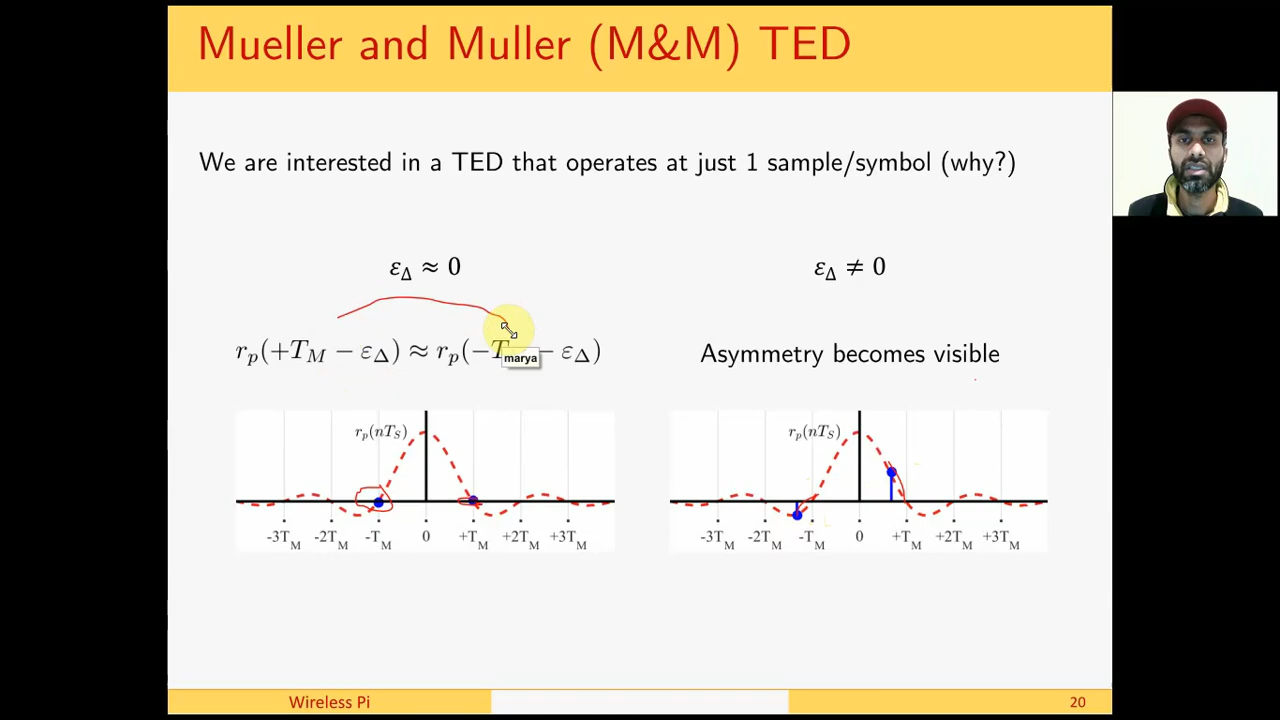 Mueller and Muller (M&M) TED
We are interested in a TED that operates at just 1 sample/symbol (why?)
ε_Δ ≈ 0
ε_Δ ≠ 0
r_p(+T_M − ε_Δ) ≈ r_p(−T − ε_Δ)
marya
Asymmetry becomes visible
r_p(nT_S)
-3T_M -2T_M -T_M 0 +T_M +2T_M +3T_M
r_p(nT_S)
-3T_M -2T_M -T_M 0 +T_M +2T_M +3T_M
Wireless Pi
20